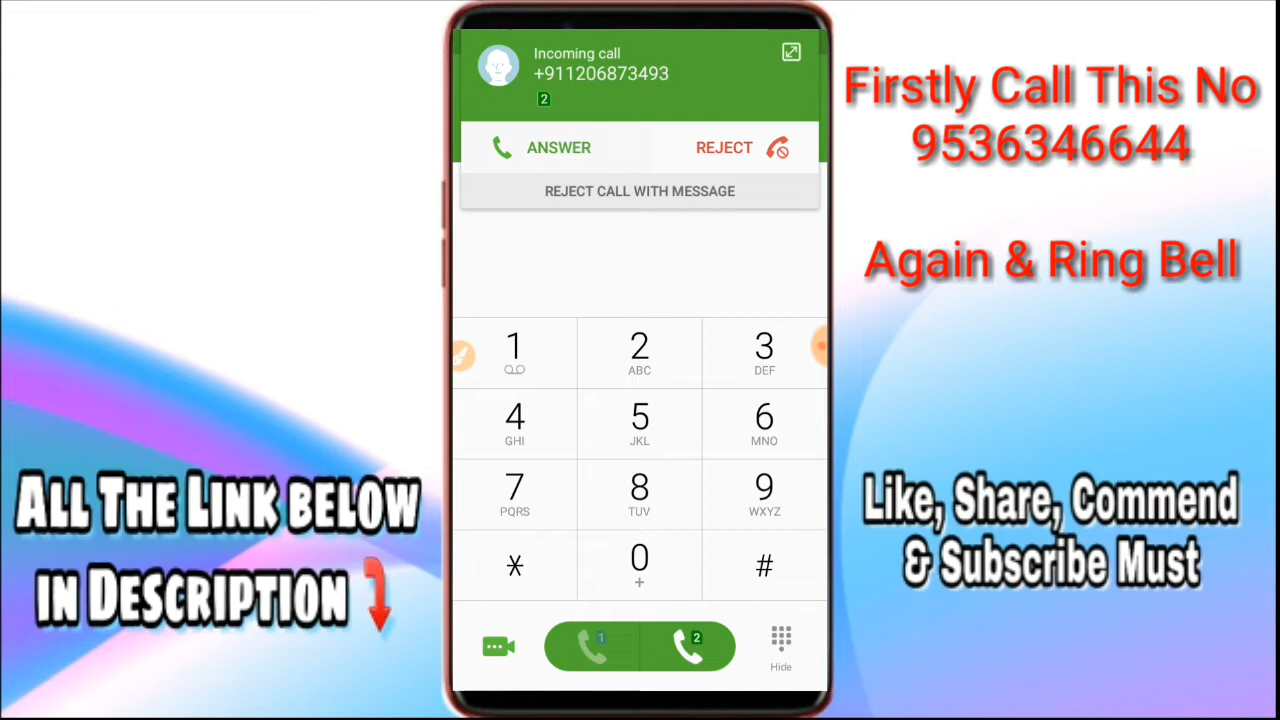 Incoming call
+911206873493
2
ANSWER
REJECT
REJECT CALL WITH MESSAGE
Firstly Call This No
9536346644
Again & Ring Bell
1
2
ABC
3
DEF
4
GHI
5
JKL
6
MNO
7
PQRS
8
TUV
9
WXYZ
*
0
+
#
1
2
Hide
All The Link below
in Description
Like, Share, Commend
& Subscribe Must